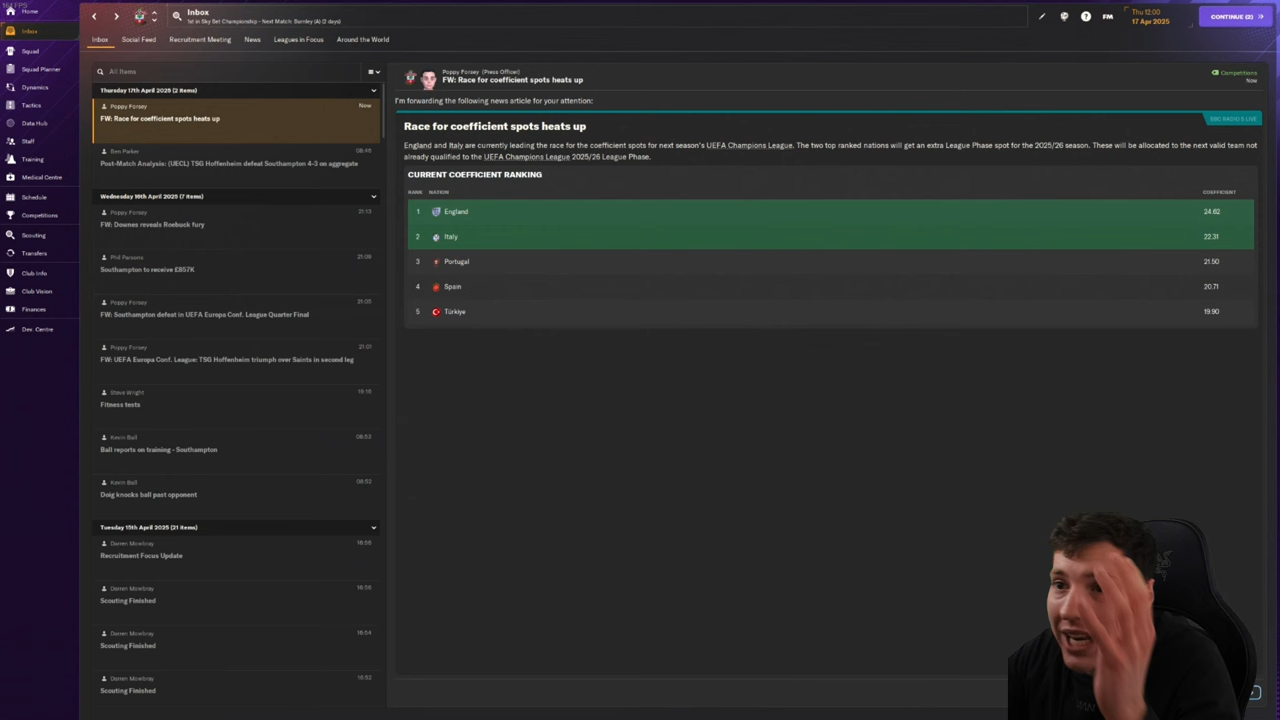 Home
Inbox
1st in Sky Bet Championship - Next Match: Burnley (A) (2 days)
FM
Thu 12:00
17 Apr 2025
CONTINUE (2)
Inbox
Inbox
Social Feed
Recruitment Meeting
News
Leagues in Focus
Around the World
Squad
Squad Planner
Dynamics
Tactics
Data Hub
Staff
Training
Medical Centre
Schedule
Competitions
Scouting
Transfers
Club Info
Club Vision
Finances
Dev. Centre
All Items
Thursday 17th April 2025 (2 items)
Poppy Forsey
Now
FW: Race for coefficient spots heats up
Ben Parker
08:46
Post-Match Analysis: (UECL) TSG Hoffenheim defeat Southampton 4-3 on aggregate
Wednesday 16th April 2025 (7 items)
Poppy Forsey
21:13
FW: Downes reveals Roebuck fury
Phil Parsons
21:08
Southampton to receive £857K
Poppy Forsey
21:05
FW: Southampton defeat in UEFA Europa Conf. League Quarter Final
Poppy Forsey
21:01
FW: UEFA Europa Conf. League: TSG Hoffenheim triumph over Saints in second leg
Steve Wright
19:16
Fitness tests
Kevin Ball
08:53
Ball reports on training - Southampton
Kevin Ball
08:52
Doig knocks ball past opponent
Tuesday 15th April 2025 (21 items)
Darren Mowbray
16:56
Recruitment Focus Update
Darren Mowbray
16:56
Scouting Finished
Darren Mowbray
16:54
Scouting Finished
Darren Mowbray
16:52
Scouting Finished
Poppy Forsey (Press Officer)
FW: Race for coefficient spots heats up
Competitions
Now
I'm forwarding the following news article for your attention:
BBC RADIO 5 LIVE
Race for coefficient spots heats up
England and Italy are currently leading the race for the coefficient spots for next season's UEFA Champions League. The two top ranked nations will get an extra League Phase spot for the 2025/26 season. These will be allocated to the next valid team not
already qualified to the UEFA Champions League 2025/26 League Phase.
CURRENT COEFFICIENT RANKING
RANK NATION COEFFICIENT
1 England 24.62
2 Italy 22.31
3 Portugal 21.50
4 Spain 20.71
5 Türkiye 19.90